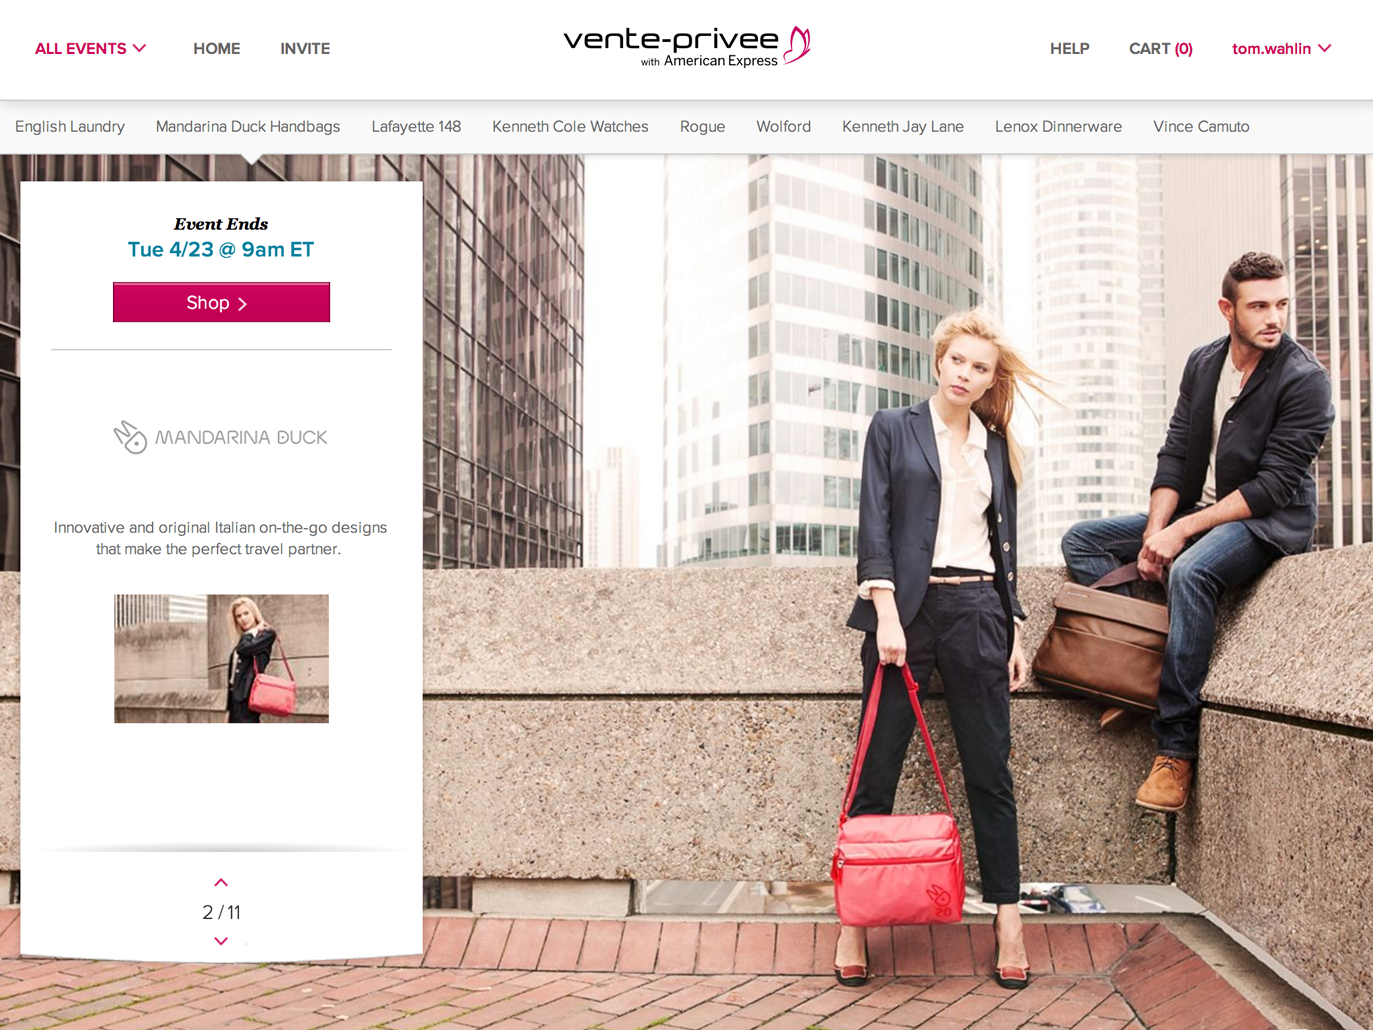 ALL EVENTS
HOME
INVITE
vente-privee
with American Express
HELP
CART (0)
tom.wahlin
English Laundry
Mandarina Duck Handbags
Lafayette 148
Kenneth Cole Watches
Rogue
Wolford
Kenneth Jay Lane
Lenox Dinnerware
Vince Camuto
Event Ends
Tue 4/23 @ 9am ET
Shop
MANDARINA DUCK
Innovative and original Italian on-the-go designs
that make the perfect travel partner.
2 / 11
20